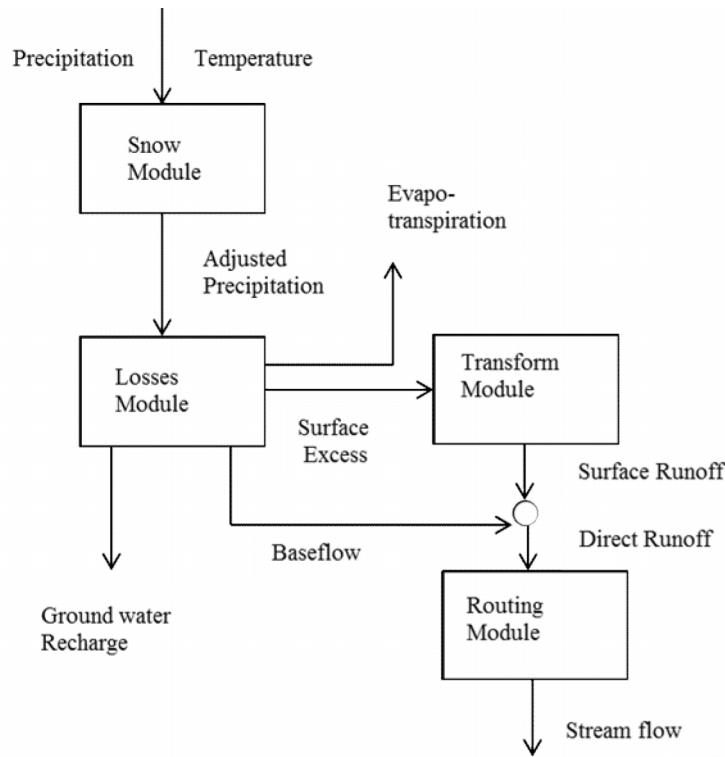 Precipitation
Temperature
Snow
Module
Evapo-
transpiration
Adjusted
Precipitation
Losses
Module
Transform
Module
Surface
Excess
Surface Runoff
Baseflow
Direct Runoff
Ground water
Recharge
Routing
Module
Stream flow